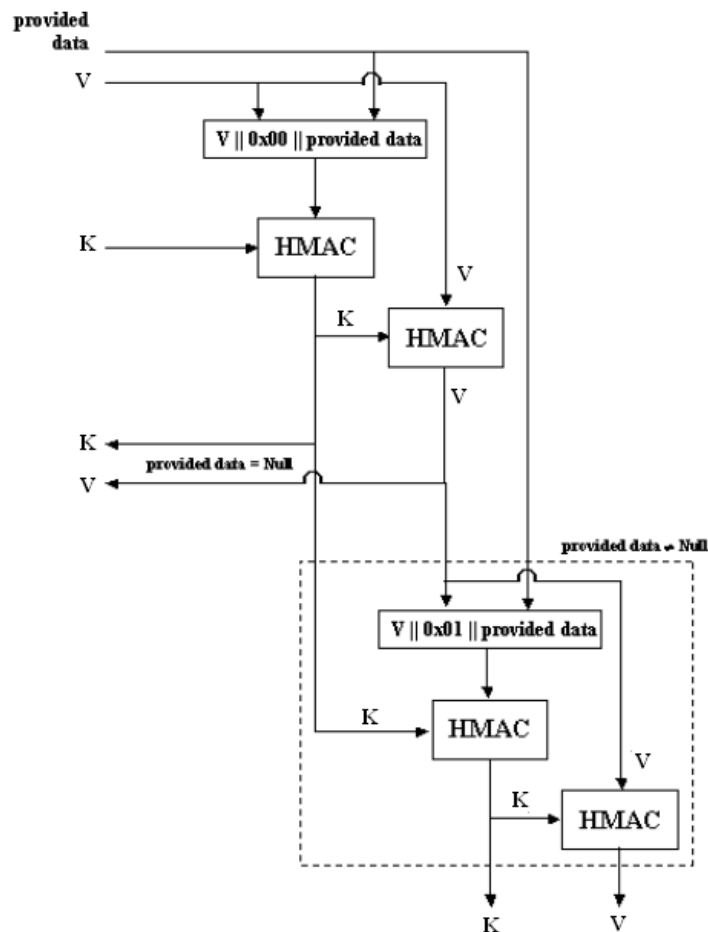 provided
data
V
V || 0x00 || provided data
K
HMAC
V
K
HMAC
V
K
provided data = Null
V
provided data ≠ Null
V || 0x01 || provided data
K
HMAC
V
K
HMAC
K
V